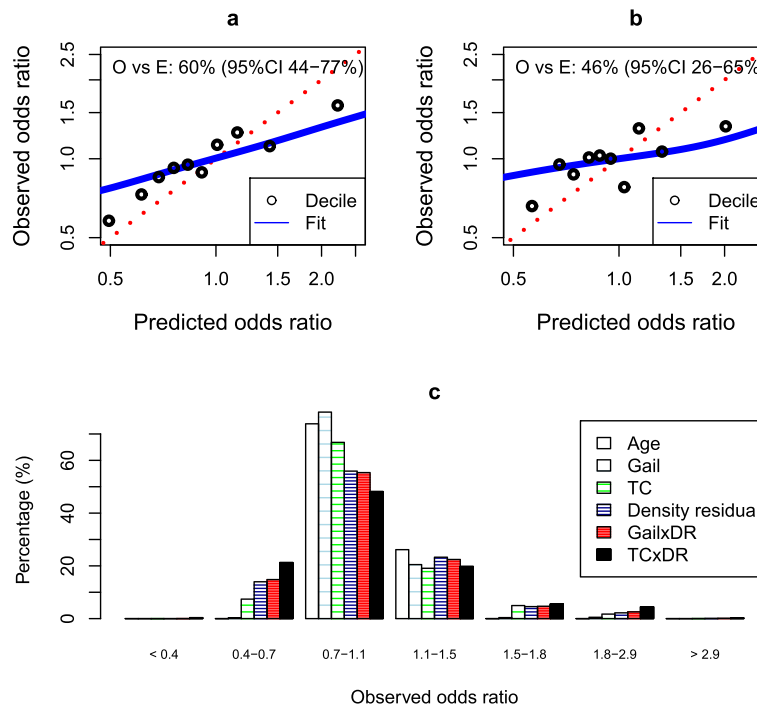 a
O vs E: 60% (95%CI 44−77%)
Observed odds ratio
2.5
1.5
1.0
0.5
Decile
Fit
0.5
1.0
1.5
2.0
Predicted odds ratio
b
O vs E: 46% (95%CI 26−65%
Observed odds ratio
2.5
1.5
1.0
0.5
Decile
Fit
0.5
1.0
1.5
2.0
Predicted odds ratio
c
Percentage (%)
60
40
20
0
Age
Gail
TC
Density residua
GailxDR
TCxDR
< 0.4
0.4−0.7
0.7−1.1
1.1−1.5
1.5−1.8
1.8−2.9
> 2.9
Observed odds ratio